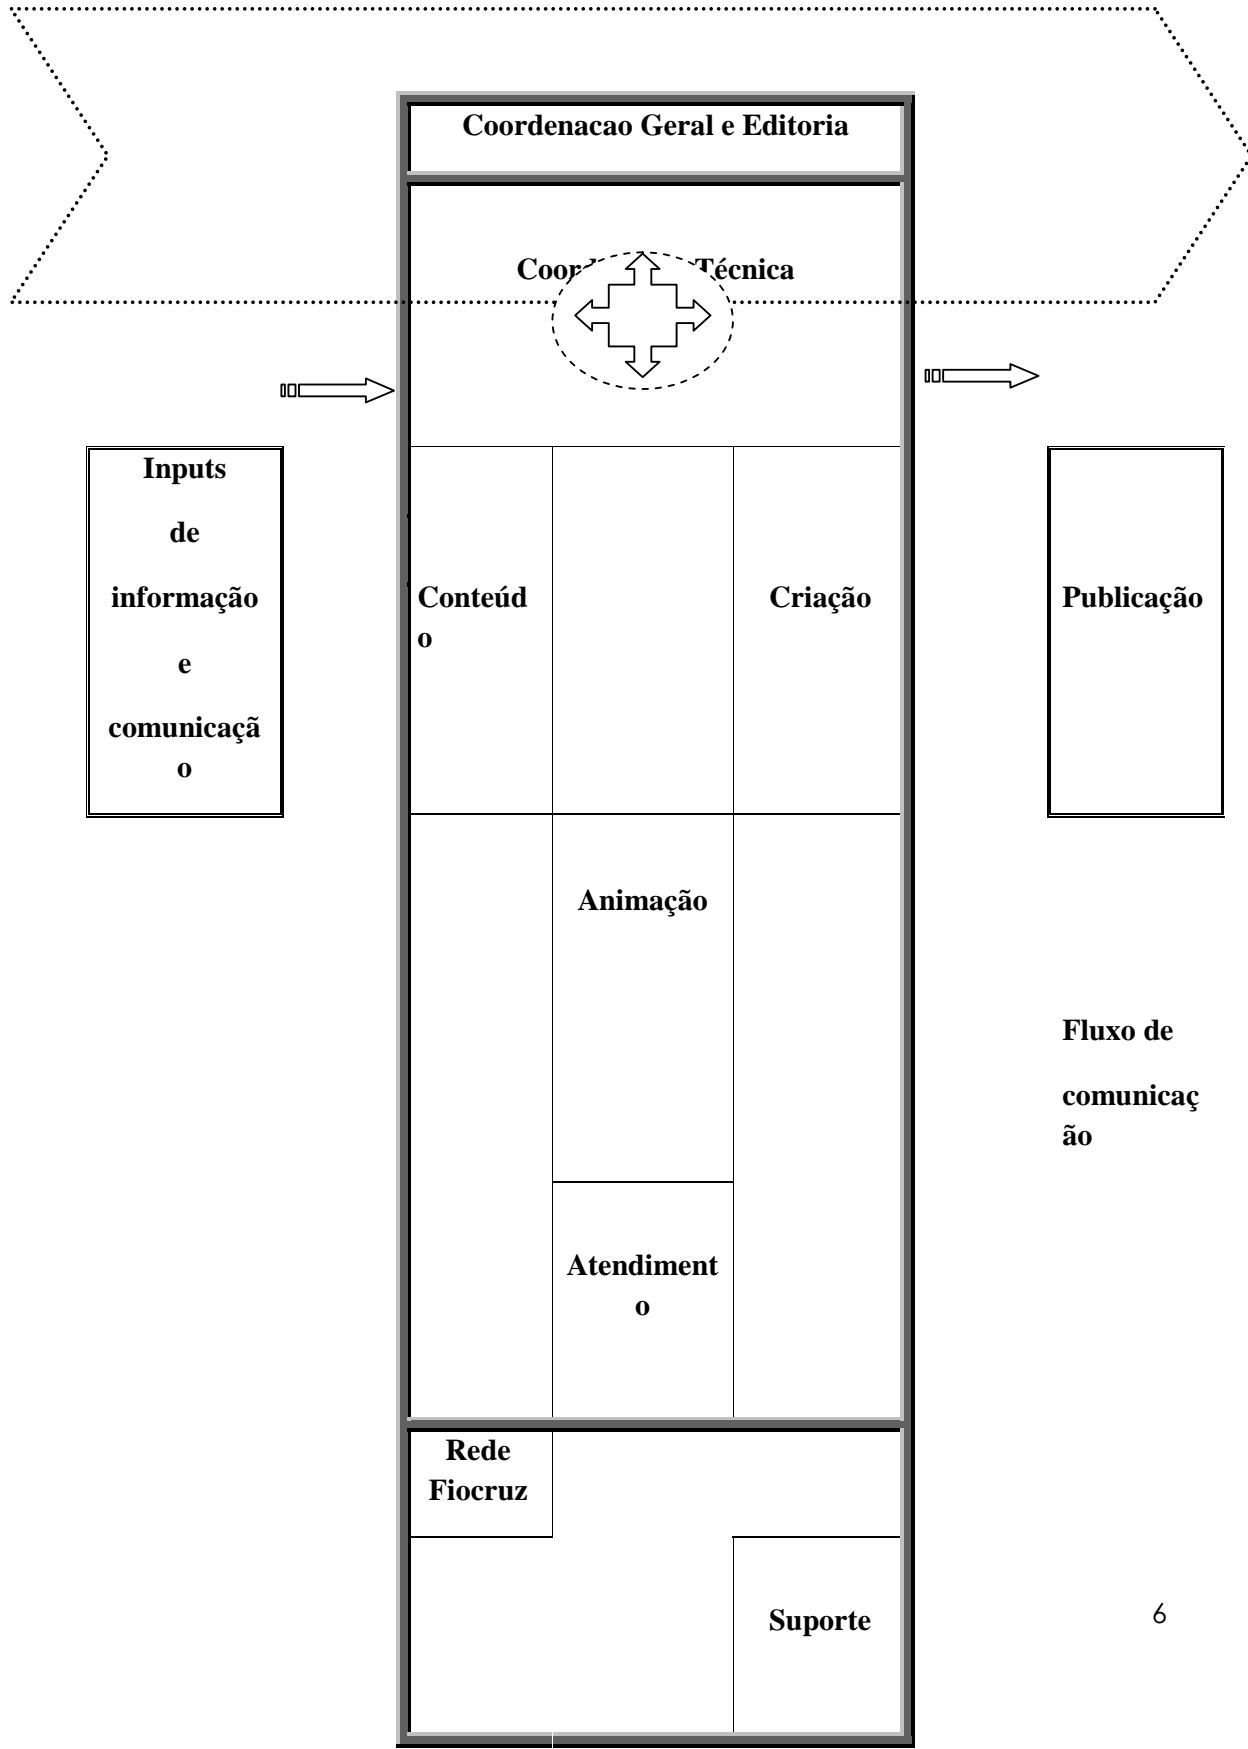 Coordenacao Geral e Editoria
Técnica
Inputs
de
informação
e
comunicaçã
o
Conteúd
o
Criação
Publicação
Animação
Fluxo de
comunicaç
ão
Atendiment
o
Rede
Fiocruz
Suporte
6